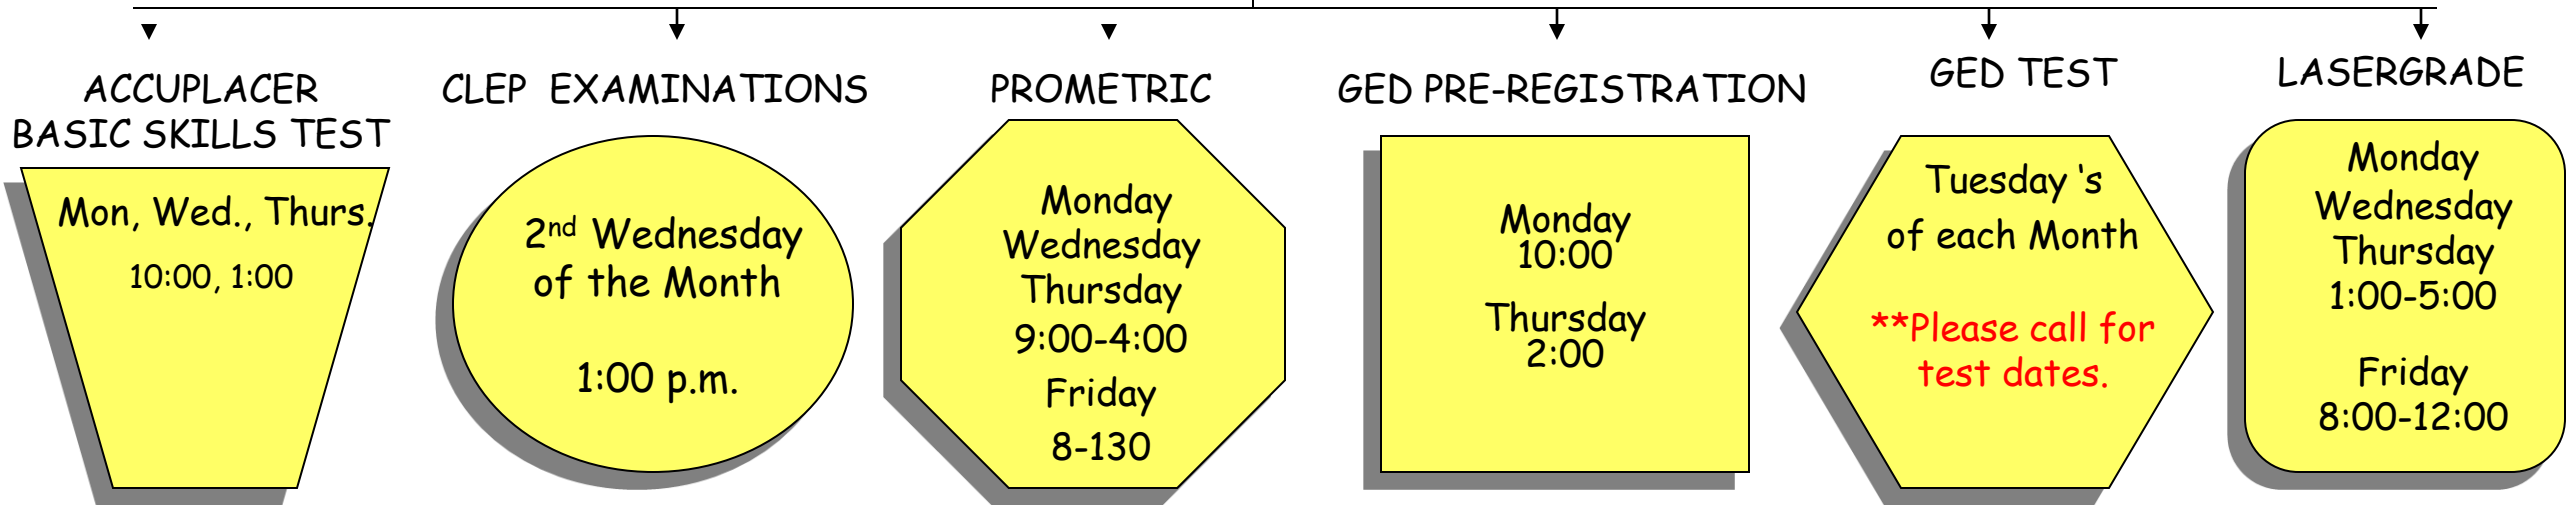 ACCUPLACER
BASIC SKILLS TEST
Mon, Wed., Thurs.
10:00, 1:00
CLEP EXAMINATIONS
2nd Wednesday
of the Month
1:00 p.m.
PROMETRIC
Monday
Wednesday
Thursday
9:00-4:00
Friday
8-130
GED PRE-REGISTRATION
Monday
10:00
Thursday
2:00
GED TEST
Tuesday 's
of each Month
**Please call for
test dates.
LASERGRADE
Monday
Wednesday
Thursday
1:00-5:00
Friday
8:00-12:00